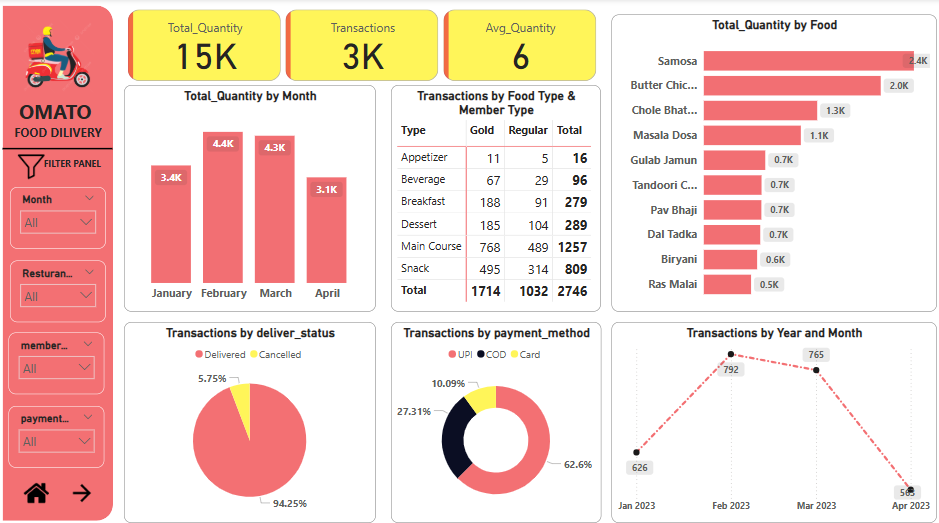 OMATO
FOOD DILIVERY
FILTER PANEL
Month
All
Resturan...
All
member...
All
payment...
All
Total_Quantity
15K
Transactions
3K
Avg_Quantity
6
Total_Quantity by Month
3.4K
4.4K
4.3K
3.1K
January February March April
Transactions by Food Type &
Member Type
Type Gold Regular Total
Appetizer 11 5 16
Beverage 67 29 96
Breakfast 188 91 279
Dessert 185 104 289
Main Course 768 489 1257
Snack 495 314 809
Total 1714 1032 2746
Total_Quantity by Food
Samosa 2.4K
Butter Chic... 2.0K
Chole Bhat... 1.3K
Masala Dosa 1.1K
Gulab Jamun 0.7K
Tandoori C... 0.7K
Pav Bhaji 0.7K
Dal Tadka 0.7K
Biryani 0.6K
Ras Malai 0.5K
Transactions by deliver_status
Delivered Cancelled
5.75%
94.25%
Transactions by payment_method
UPI COD Card
10.09%
27.31%
62.6%
Transactions by Year and Month
626
792
765
563
Jan 2023 Feb 2023 Mar 2023 Apr 2023